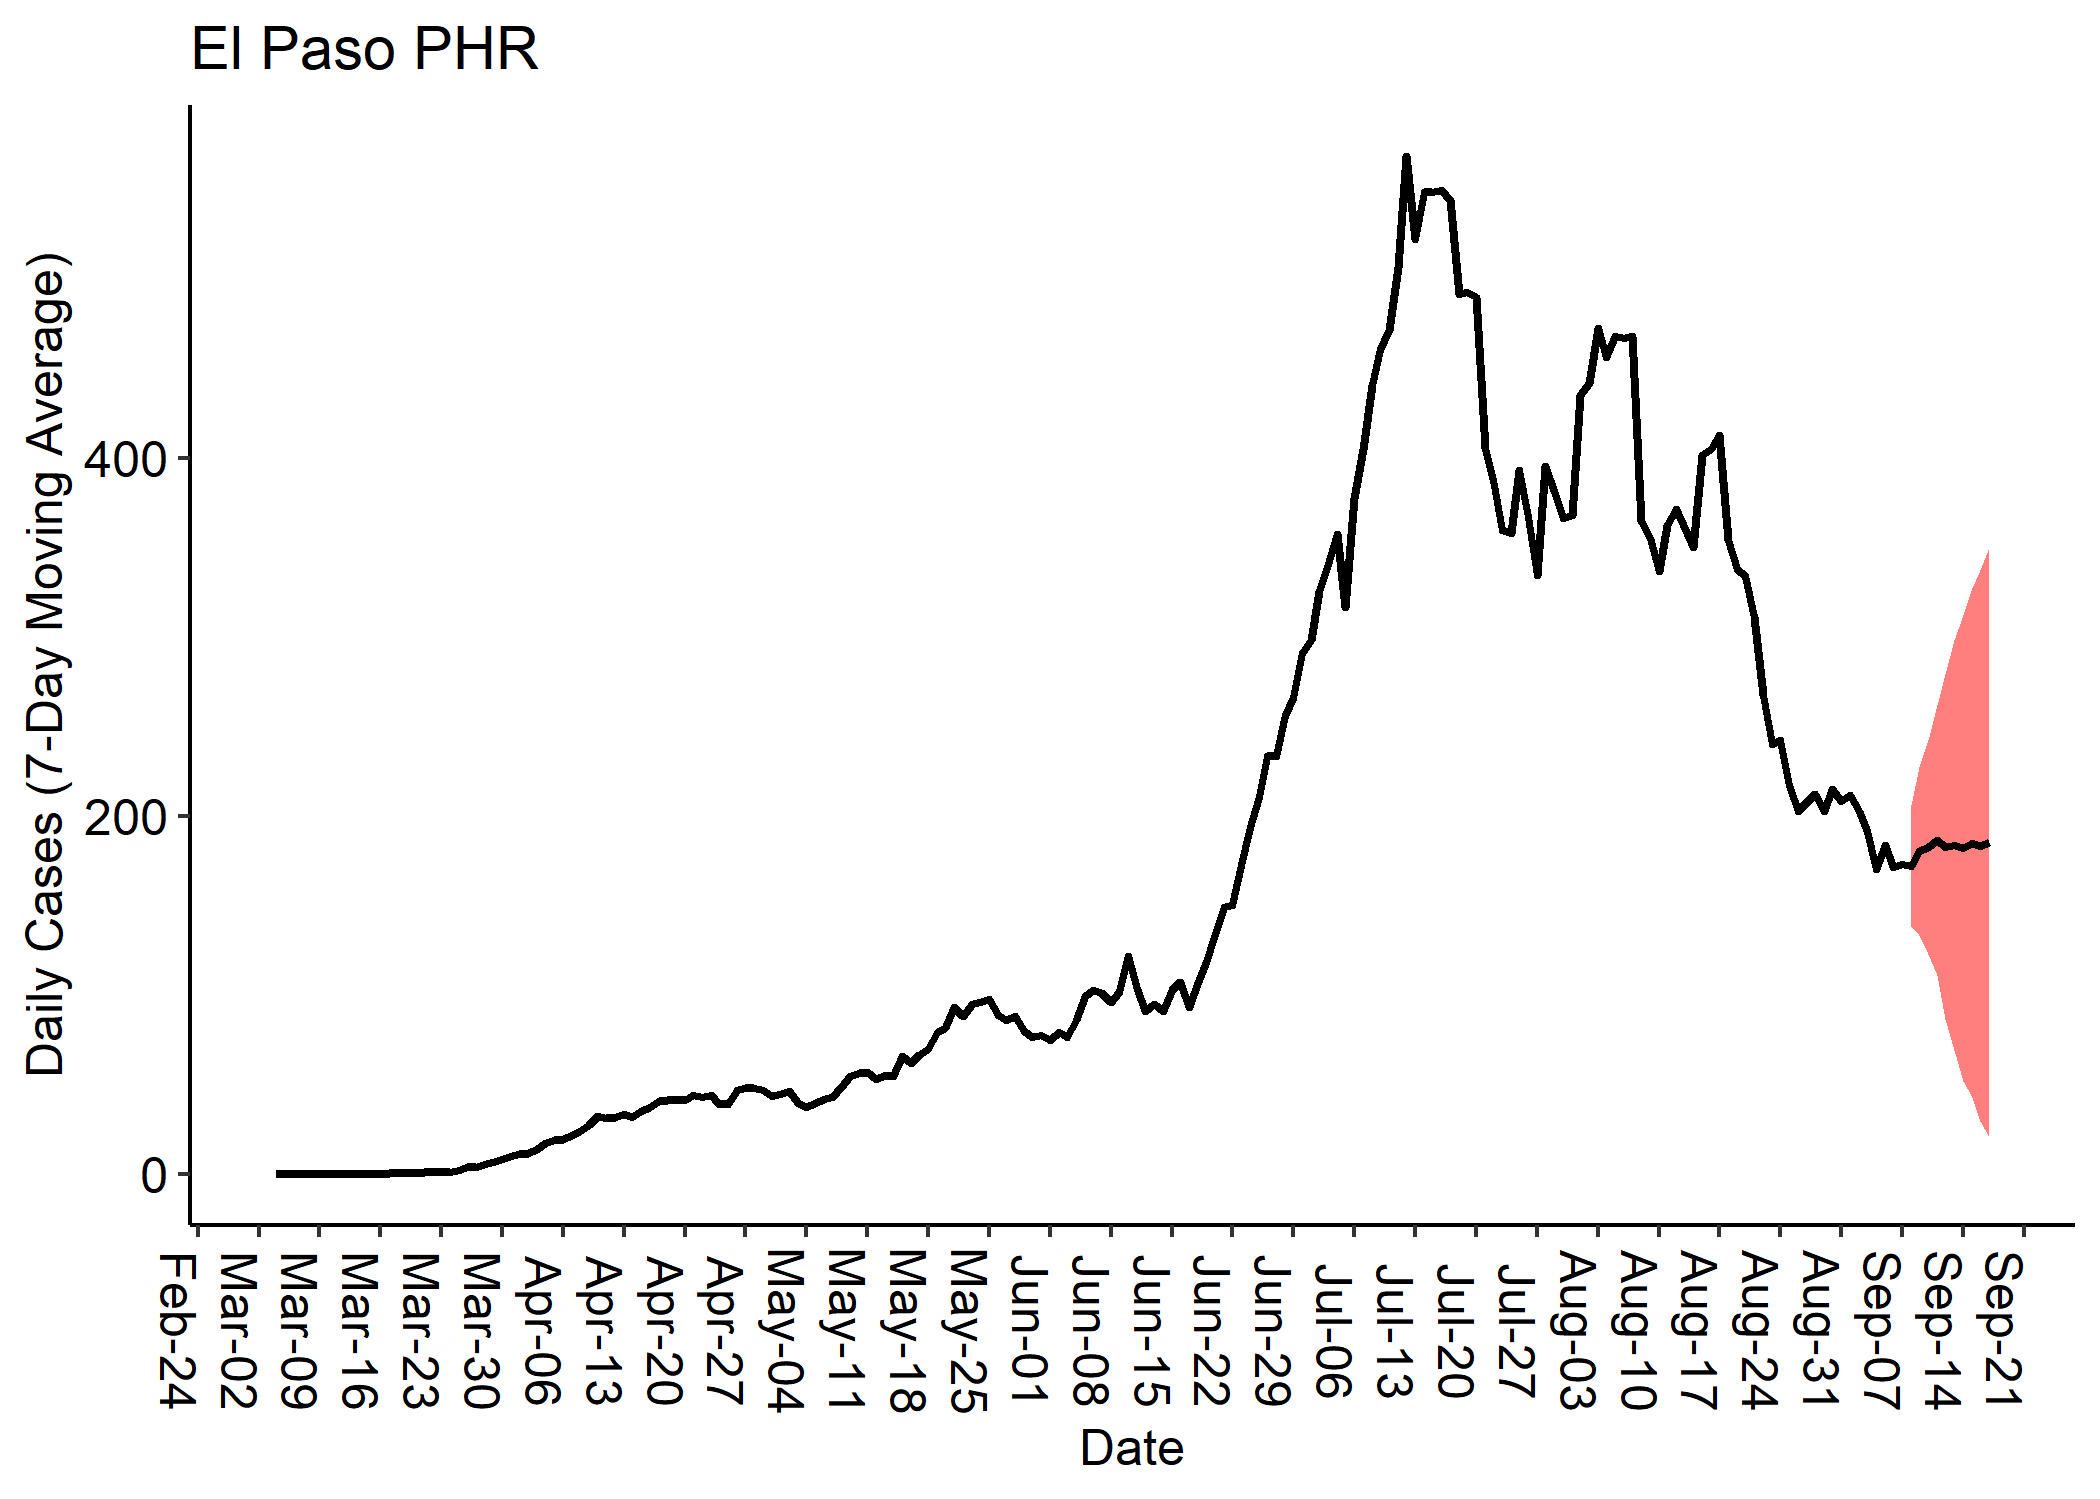 El Paso PHR
Daily Cases (7-Day Moving Average)
400
200
0
Feb-24
Mar-02
Mar-09
Mar-16
Mar-23
Mar-30
Apr-06
Apr-13
Apr-20
Apr-27
May-04
May-11
May-18
May-25
Jun-01
Jun-08
Jun-15
Jun-22
Jun-29
Jul-06
Jul-13
Jul-20
Jul-27
Aug-03
Aug-10
Aug-17
Aug-24
Aug-31
Sep-07
Sep-14
Sep-21
Date